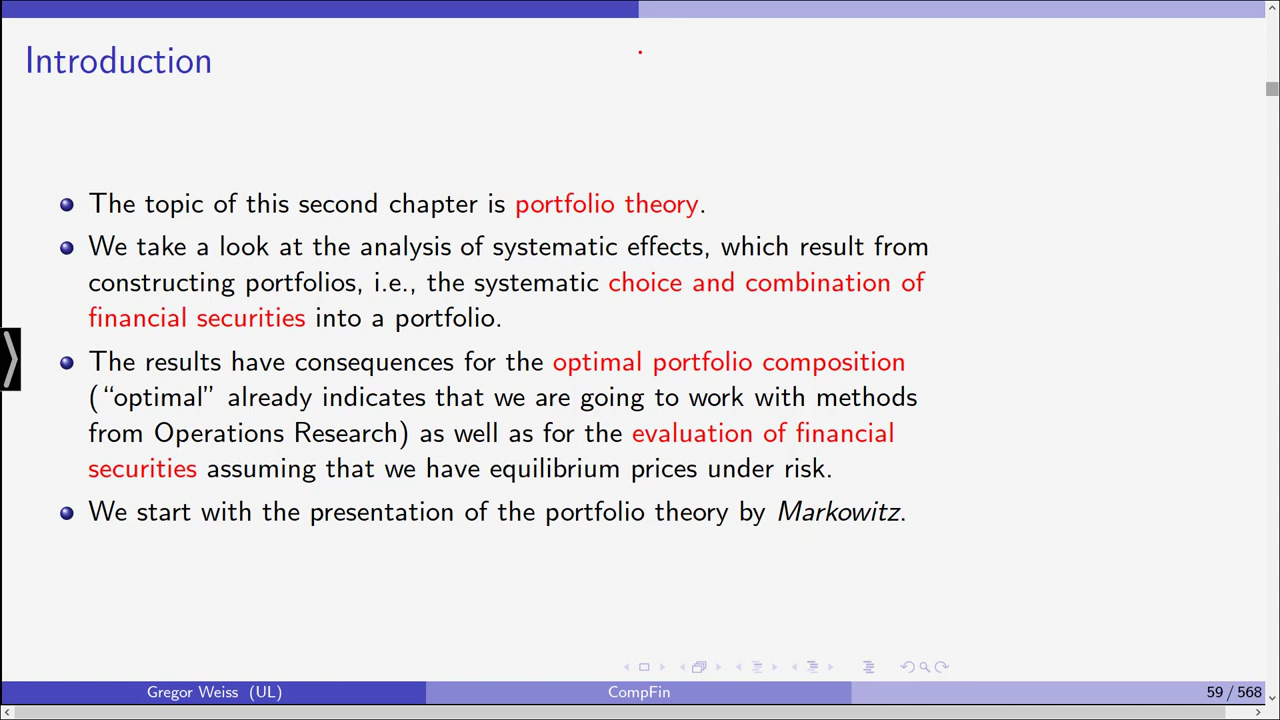 Introduction
The topic of this second chapter is portfolio theory.
We take a look at the analysis of systematic effects, which result from
constructing portfolios, i.e., the systematic choice and combination of
financial securities into a portfolio.
The results have consequences for the optimal portfolio composition
(“optimal” already indicates that we are going to work with methods
from Operations Research) as well as for the evaluation of financial
securities assuming that we have equilibrium prices under risk.
We start with the presentation of the portfolio theory by Markowitz.
Gregor Weiss (UL) CompFin 59 / 568